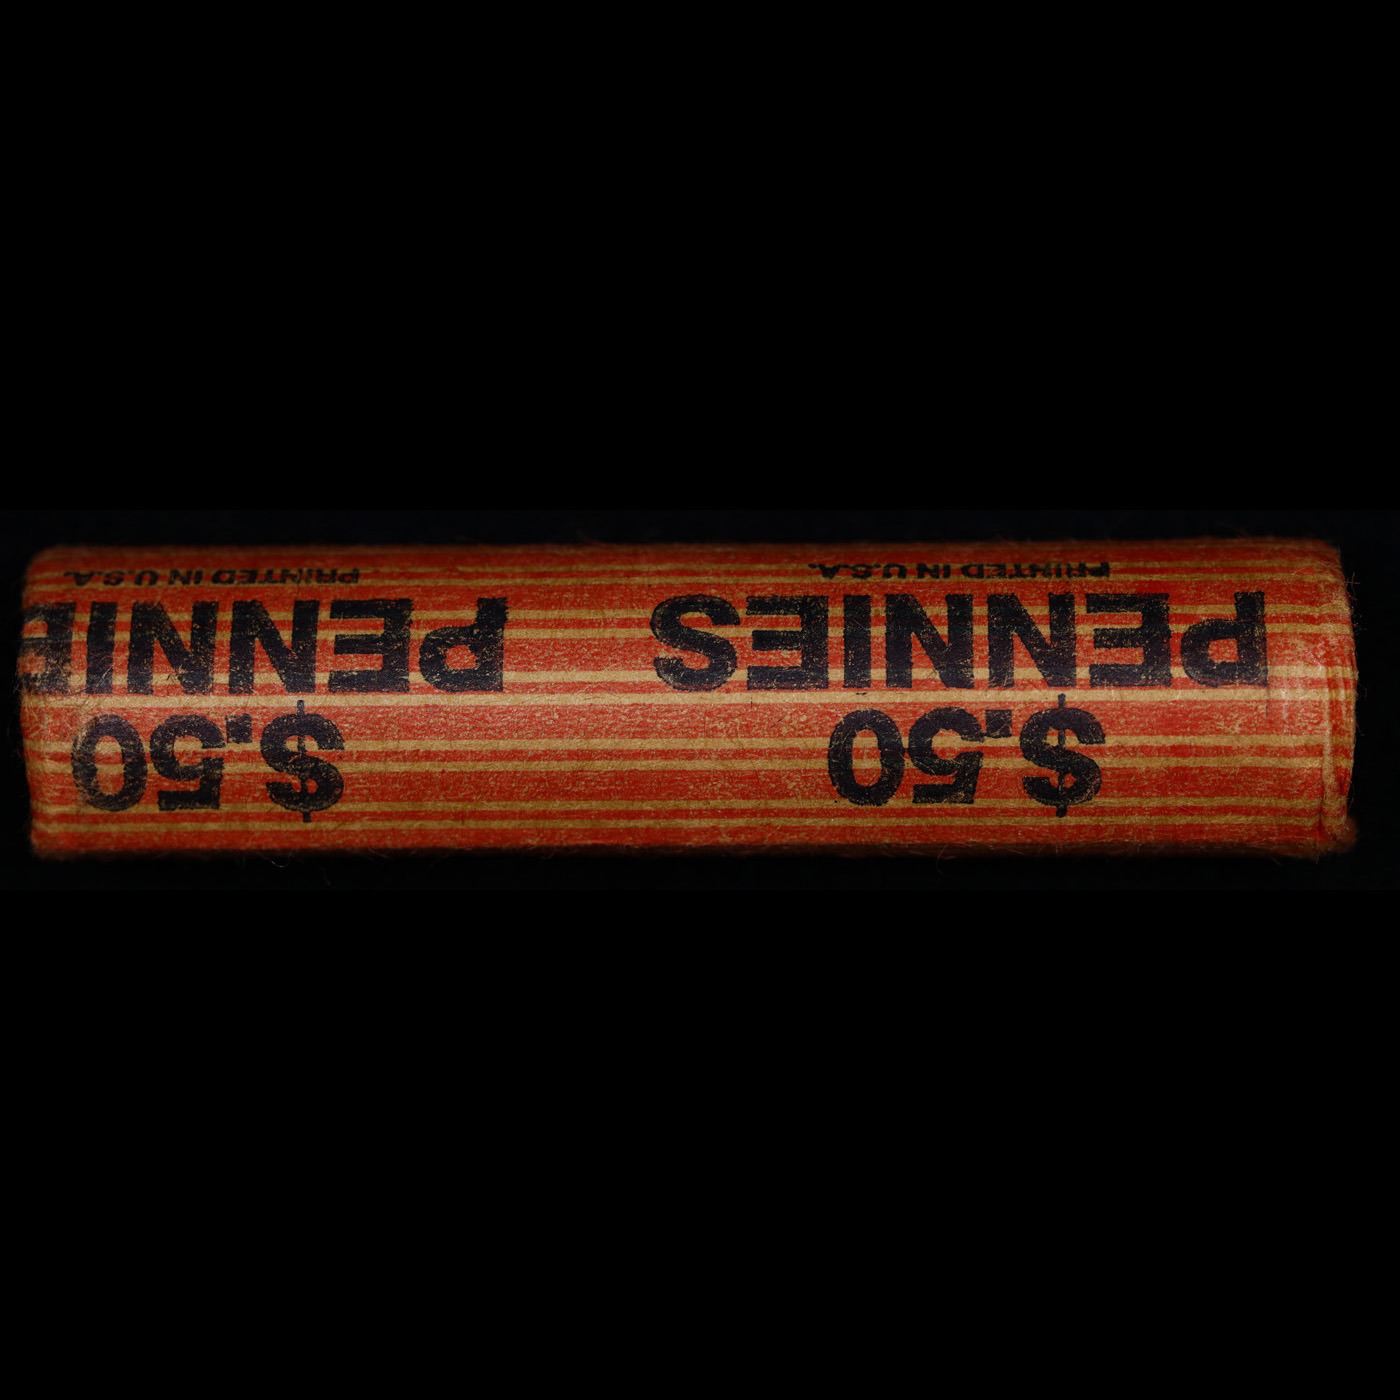 $.50 $.50
PENNIES PENNIE
PRINTED IN U.S.A. PRINTED IN U.S.A.